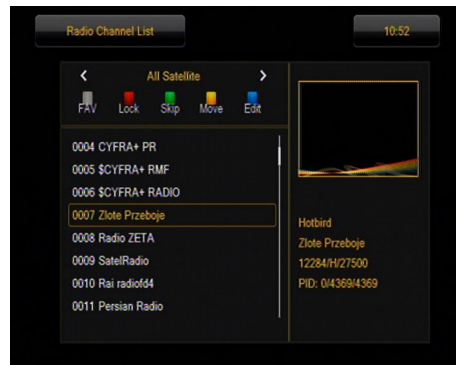 Radio Channel List
10:52
All Satellite
FAV Lock Skip Move Edit
0004 CYFRA+ PR
0005 $CYFRA+ RMF
0006 $CYFRA+ RADIO
0007 Zlote Przeboje
0008 Radio ZETA
0009 SatelRadio
0010 Rai radiofd4
0011 Persian Radio
Hotbird
Zlote Przeboje
12284/H/27500
PID: 0/4369/4369